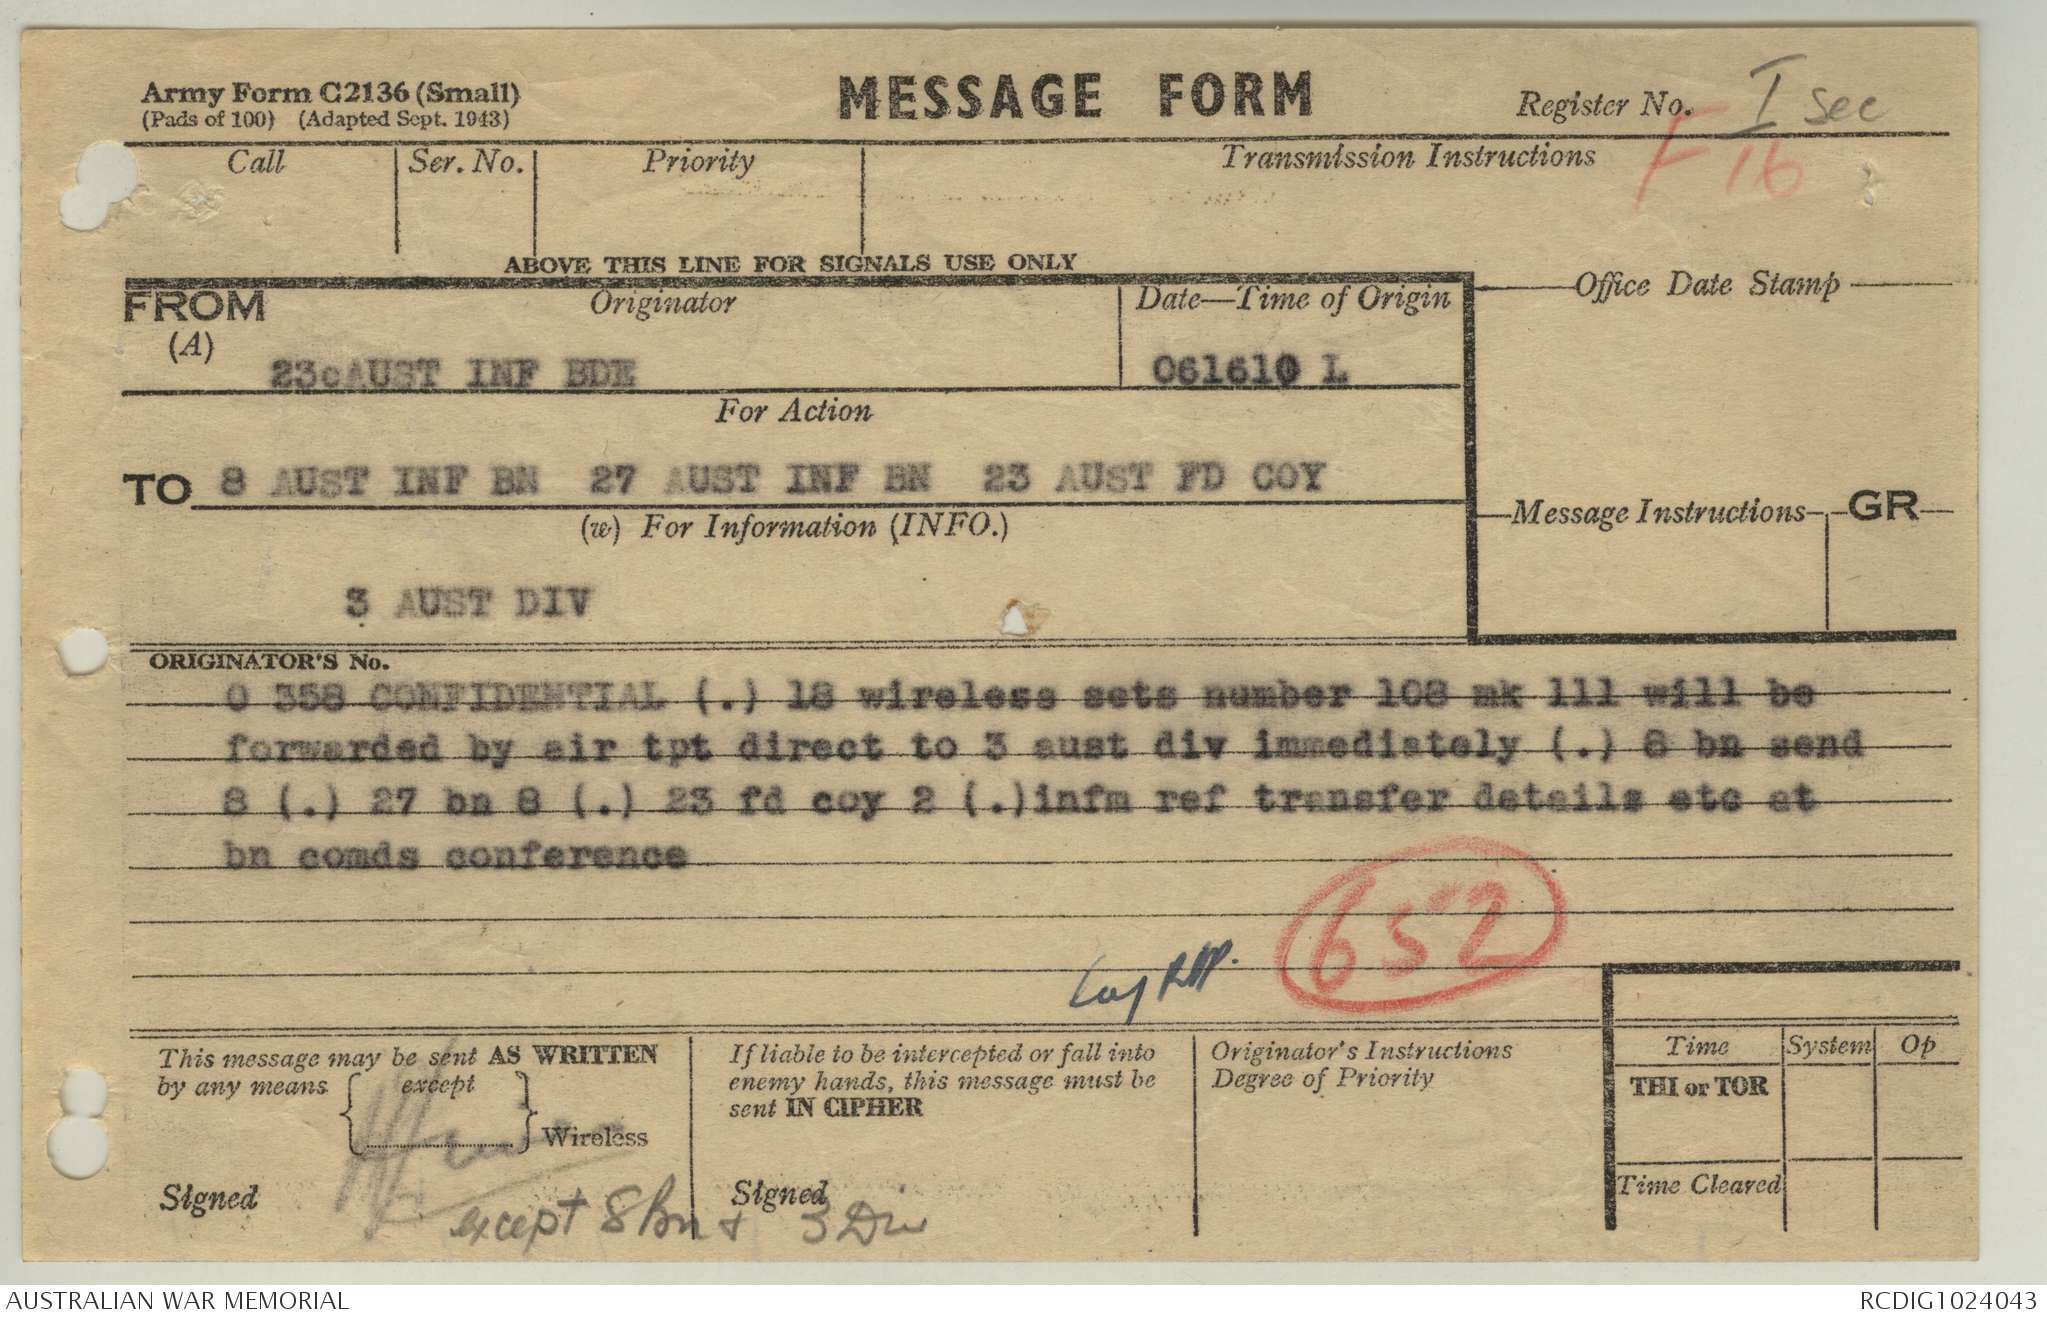 Army Form C2136 (Small)
(Pads of 100) (Adapted Sept. 1943)
MESSAGE FORM
Register No. I sec
F 16
Call
Ser. No.
Priority
Transmission Instructions
ABOVE THIS LINE FOR SIGNALS USE ONLY
FROM
(A)
Originator
Date—Time of Origin
Office Date Stamp
23cAUST INF BDE
061610 L
For Action
TO 8 AUST INF BN 27 AUST INF BN 23 AUST FD COY
(w) For Information (INFO.)
Message Instructions
GR
3 AUST DIV
ORIGINATOR'S No.
O 358 CONFIDENTIAL (.) 18 wireless sets number 108 mk 111 will be
forwarded by air tpt direct to 3 aust div immediately (.) 8 bn send
8 (.) 27 bn 8 (.) 23 fd coy 2 (.)infm ref transfer details etc at
bn comds conference
652
This message may be sent AS WRITTEN
by any means except
Wireless
Signed
except 8 Bn + 3 Div
If liable to be intercepted or fall into
enemy hands, this message must be
sent IN CIPHER
Signed
Originator's Instructions
Degree of Priority
Time
System
Op
THI or TOR
Time Cleared
AUSTRALIAN WAR MEMORIAL
RCDIG1024043